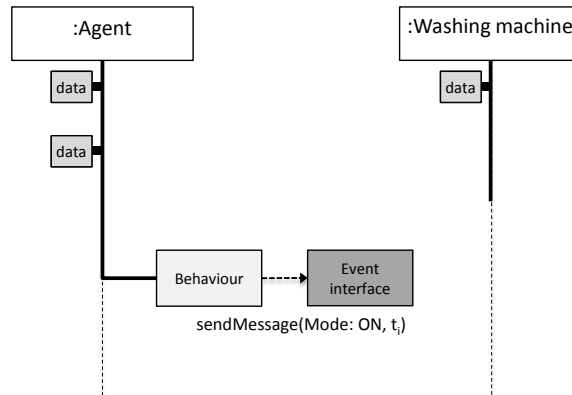 :Agent
:Washing machine
data
data
data
Behaviour
Event
interface
sendMessage(Mode: ON, tᵢ)